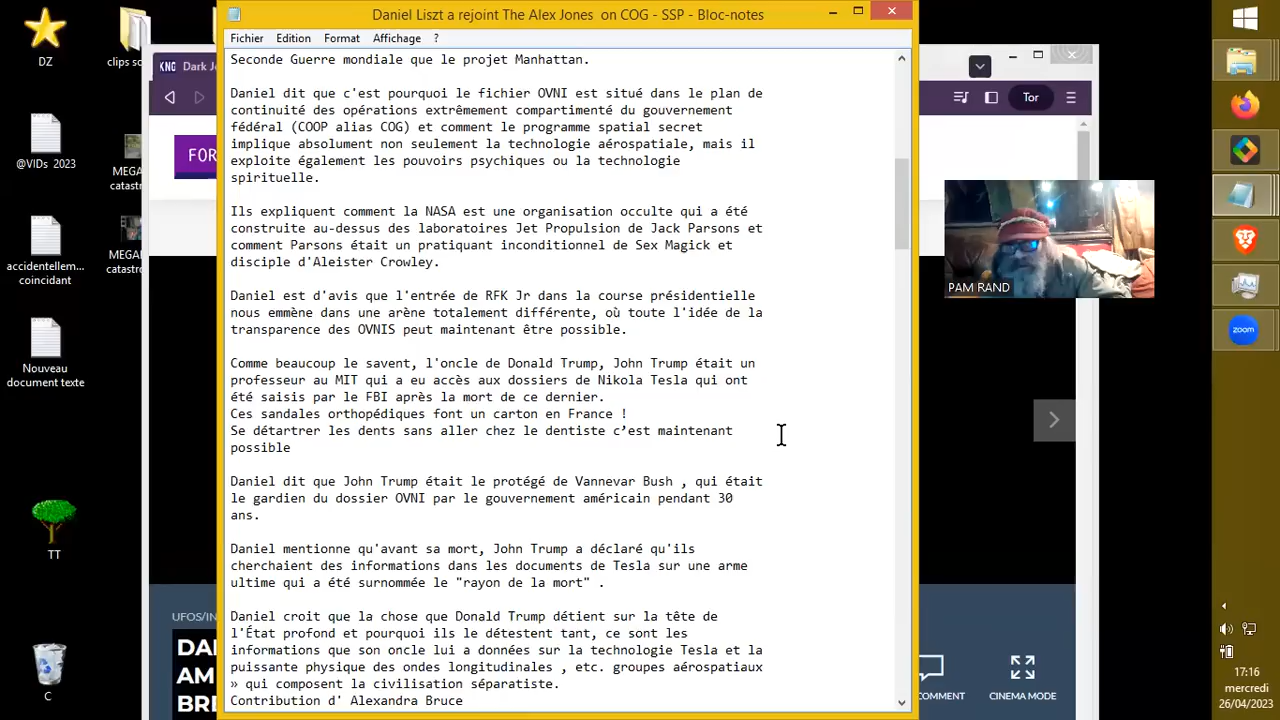 Daniel Liszt a rejoint The Alex Jones on COG - SSP - Bloc-notes
Fichier Edition Format Affichage ?
Seconde Guerre mondiale que le projet Manhattan.
Daniel dit que c'est pourquoi le fichier OVNI est situé dans le plan de
continuité des opérations extrêmement compartimenté du gouvernement
fédéral (COOP alias COG) et comment le programme spatial secret
implique absolument non seulement la technologie aérospatiale, mais il
exploite également les pouvoirs psychiques ou la technologie
spirituelle.
Ils expliquent comment la NASA est une organisation occulte qui a été
construite au-dessus des laboratoires Jet Propulsion de Jack Parsons et
comment Parsons était un pratiquant inconditionnel de Sex Magick et
disciple d'Aleister Crowley.
Daniel est d'avis que l'entrée de RFK Jr dans la course présidentielle
nous emmène dans une arène totalement différente, où toute l'idée de la
transparence des OVNIS peut maintenant être possible.
Comme beaucoup le savent, l'oncle de Donald Trump, John Trump était un
professeur au MIT qui a eu accès aux dossiers de Nikola Tesla qui ont
été saisis par le FBI après la mort de ce dernier.
Ces sandales orthopédiques font un carton en France !
Se détartrer les dents sans aller chez le dentiste c’est maintenant
possible
Daniel dit que John Trump était le protégé de Vannevar Bush , qui était
le gardien du dossier OVNI par le gouvernement américain pendant 30
ans.
Daniel mentionne qu'avant sa mort, John Trump a déclaré qu'ils
cherchaient des informations dans les documents de Tesla sur une arme
ultime qui a été surnommée le "rayon de la mort" .
Daniel croit que la chose que Donald Trump détient sur la tête de
l'État profond et pourquoi ils le détestent tant, ce sont les
informations que son oncle lui a données sur la technologie Tesla et la
puissante physique des ondes longitudinales , etc. groupes aérospatiaux
» qui composent la civilisation séparatiste.
Contribution d' Alexandra Bruce
DZ
clips sc
@VIDs 2023
MEGA
catastr
accidentellem...
coincidant
MEGA
catastr
Nouveau
document texte
TT
C
KNG Dark Jo
FOR
UFOS/IN
DAI
AM
BRE
Tor
PAM RAND
COMMENT
CINEMA MODE
zoom
17:16
mercredi
26/04/2023